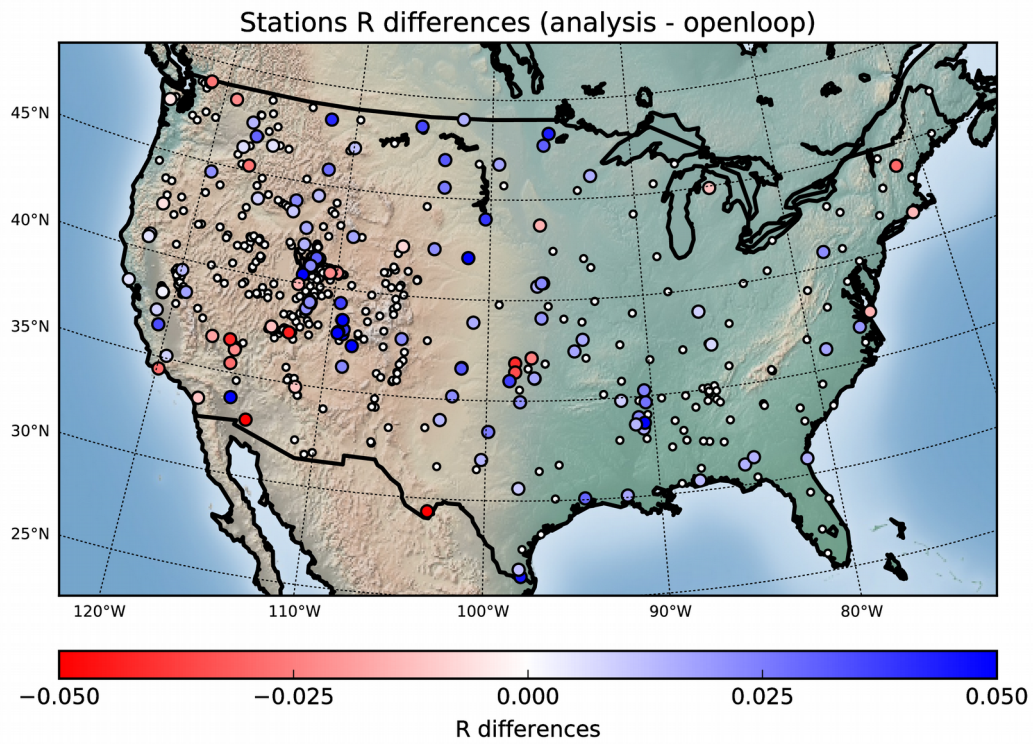 Stations R differences (analysis - openloop)
45°N
40°N
35°N
30°N
25°N
120°W 110°W 100°W 90°W 80°W
−0.050 −0.025 0.000 0.025 0.050
R differences